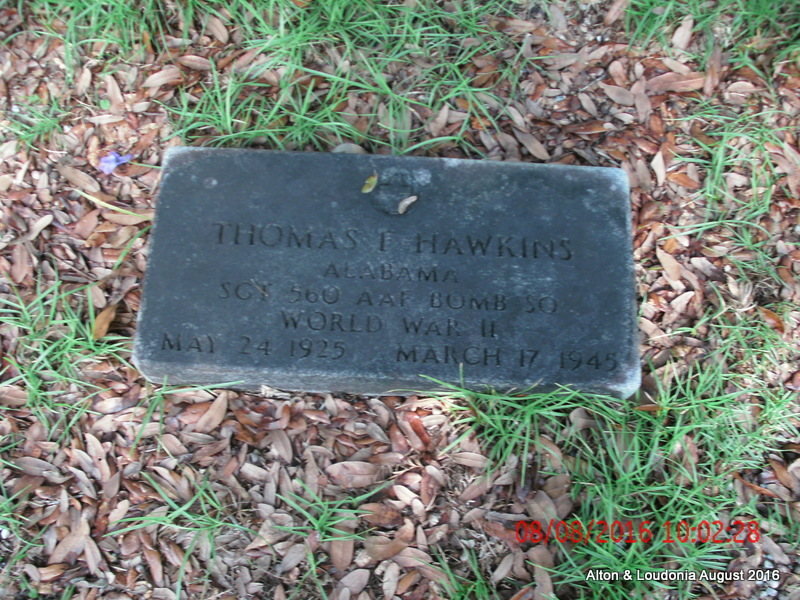 THOMAS F HAWKINS
ALABAMA
SGT 560 AAF BOMB SQ
WORLD WAR II
MAY 24 1925 MARCH 17 1945
08/08/2016 10:02:28
Alton & Loudonia August 2016